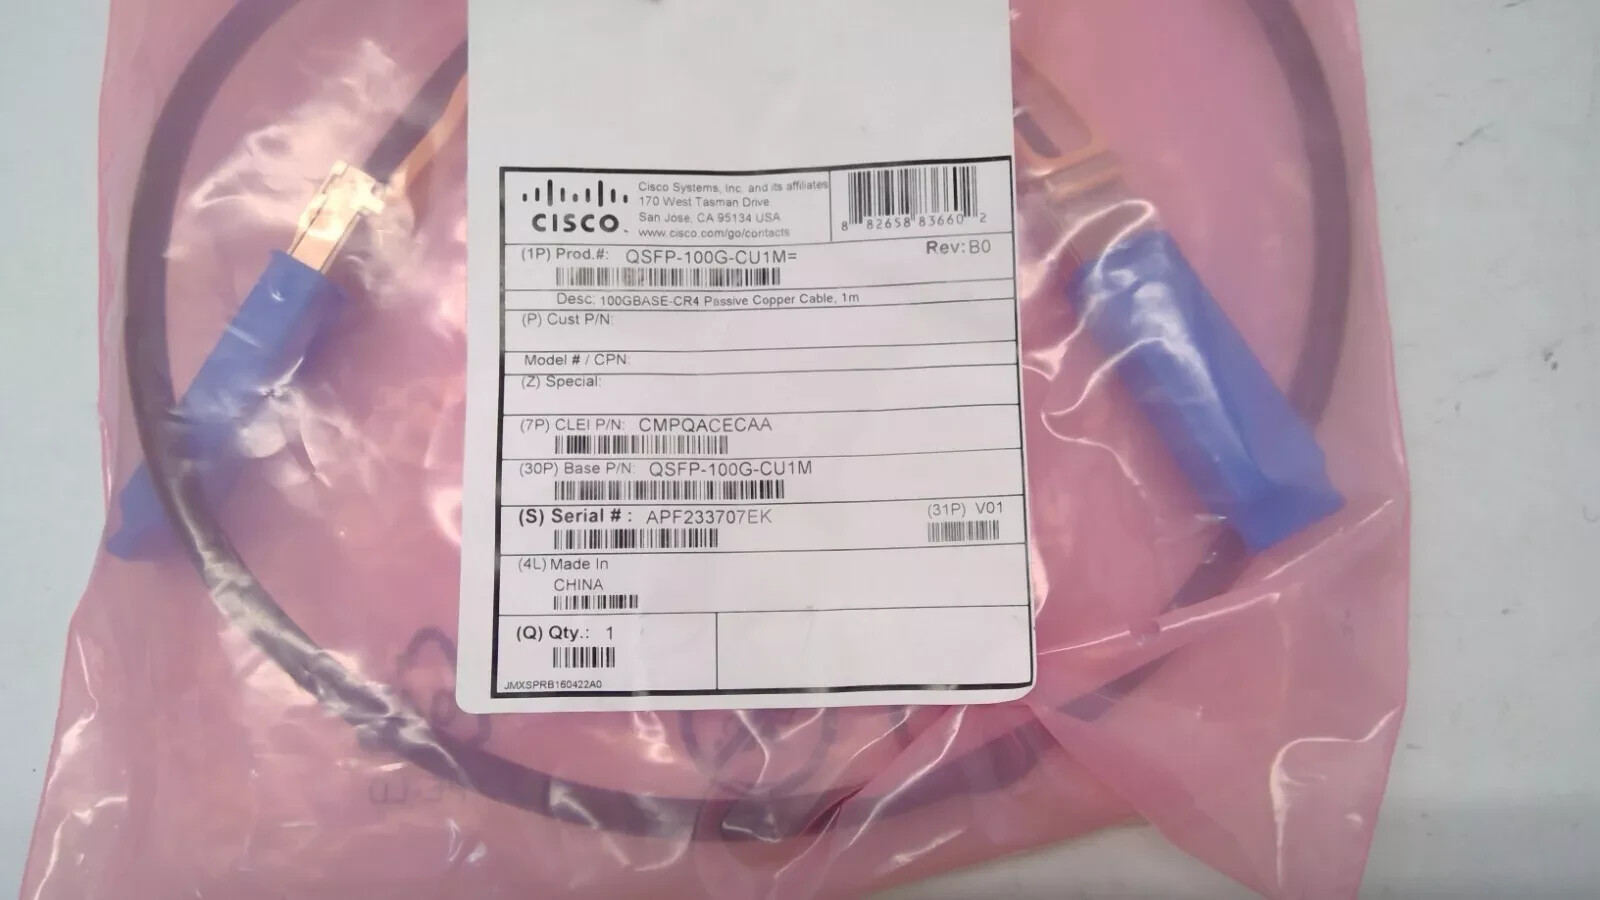 CISCO
Cisco Systems, Inc. and its affiliates
170 West Tasman Drive
San Jose, CA 95134 USA
www.cisco.com/go/contacts
8 82658 83660 2
(1P) Prod.#: QSFP-100G-CU1M=
Rev:B0
Desc: 100GBASE-CR4 Passive Copper Cable, 1m
(P) Cust P/N:
Model # / CPN:
(Z) Special:
(7P) CLEI P/N: CMPQACECAA
(30P) Base P/N: QSFP-100G-CU1M
(S) Serial # : APF233707EK
(31P) V01
(4L) Made In
CHINA
(Q) Qty.: 1
JMXSPRB160422A0